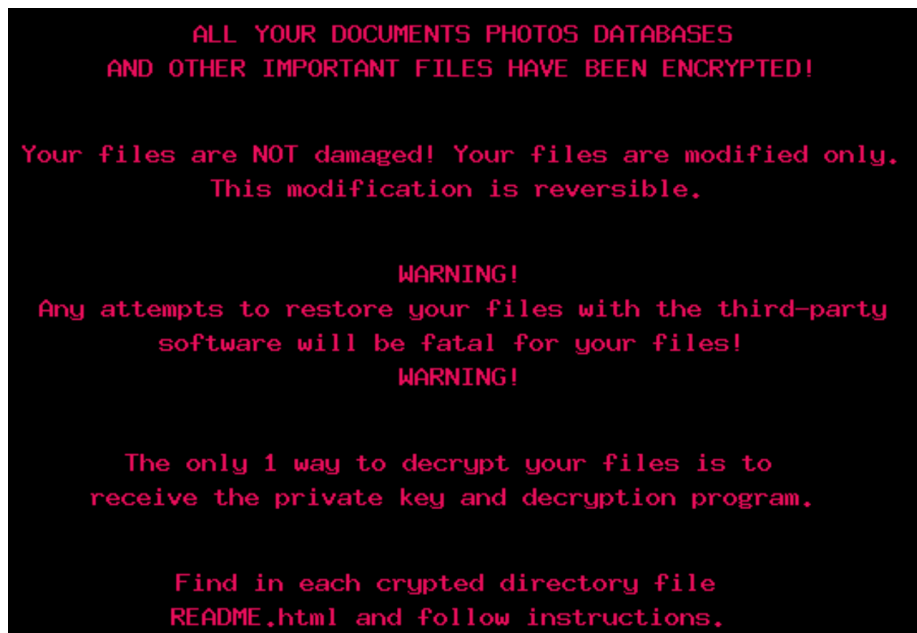 ALL YOUR DOCUMENTS PHOTOS DATABASES
AND OTHER IMPORTANT FILES HAVE BEEN ENCRYPTED!
Your files are NOT damaged! Your files are modified only.
This modification is reversible.
WARNING!
Any attempts to restore your files with the third-party
software will be fatal for your files!
WARNING!
The only 1 way to decrypt your files is to
receive the private key and decryption program.
Find in each crypted directory file
README.html and follow instructions.